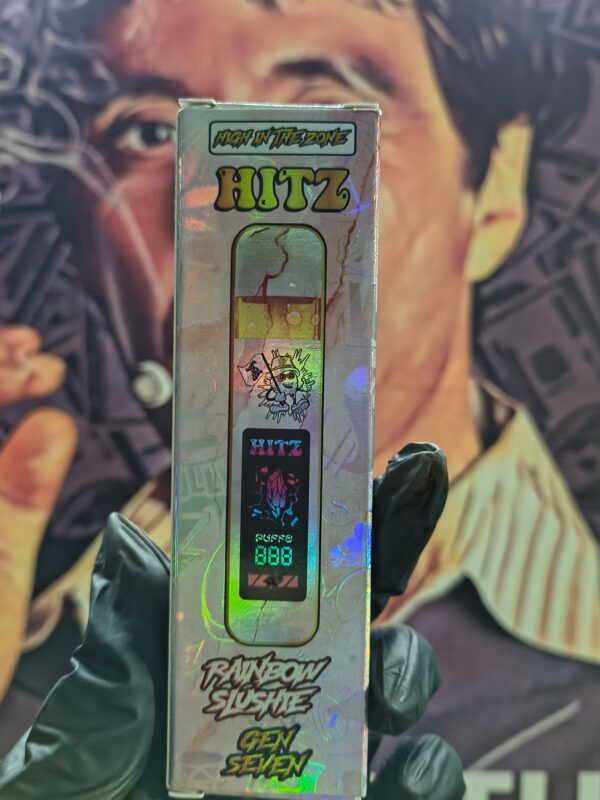 HIGH IN THE ZONE
HITZ
HITZ
PUFFS
888
RAINBOW
SLUSHIE
GEN
SEVEN